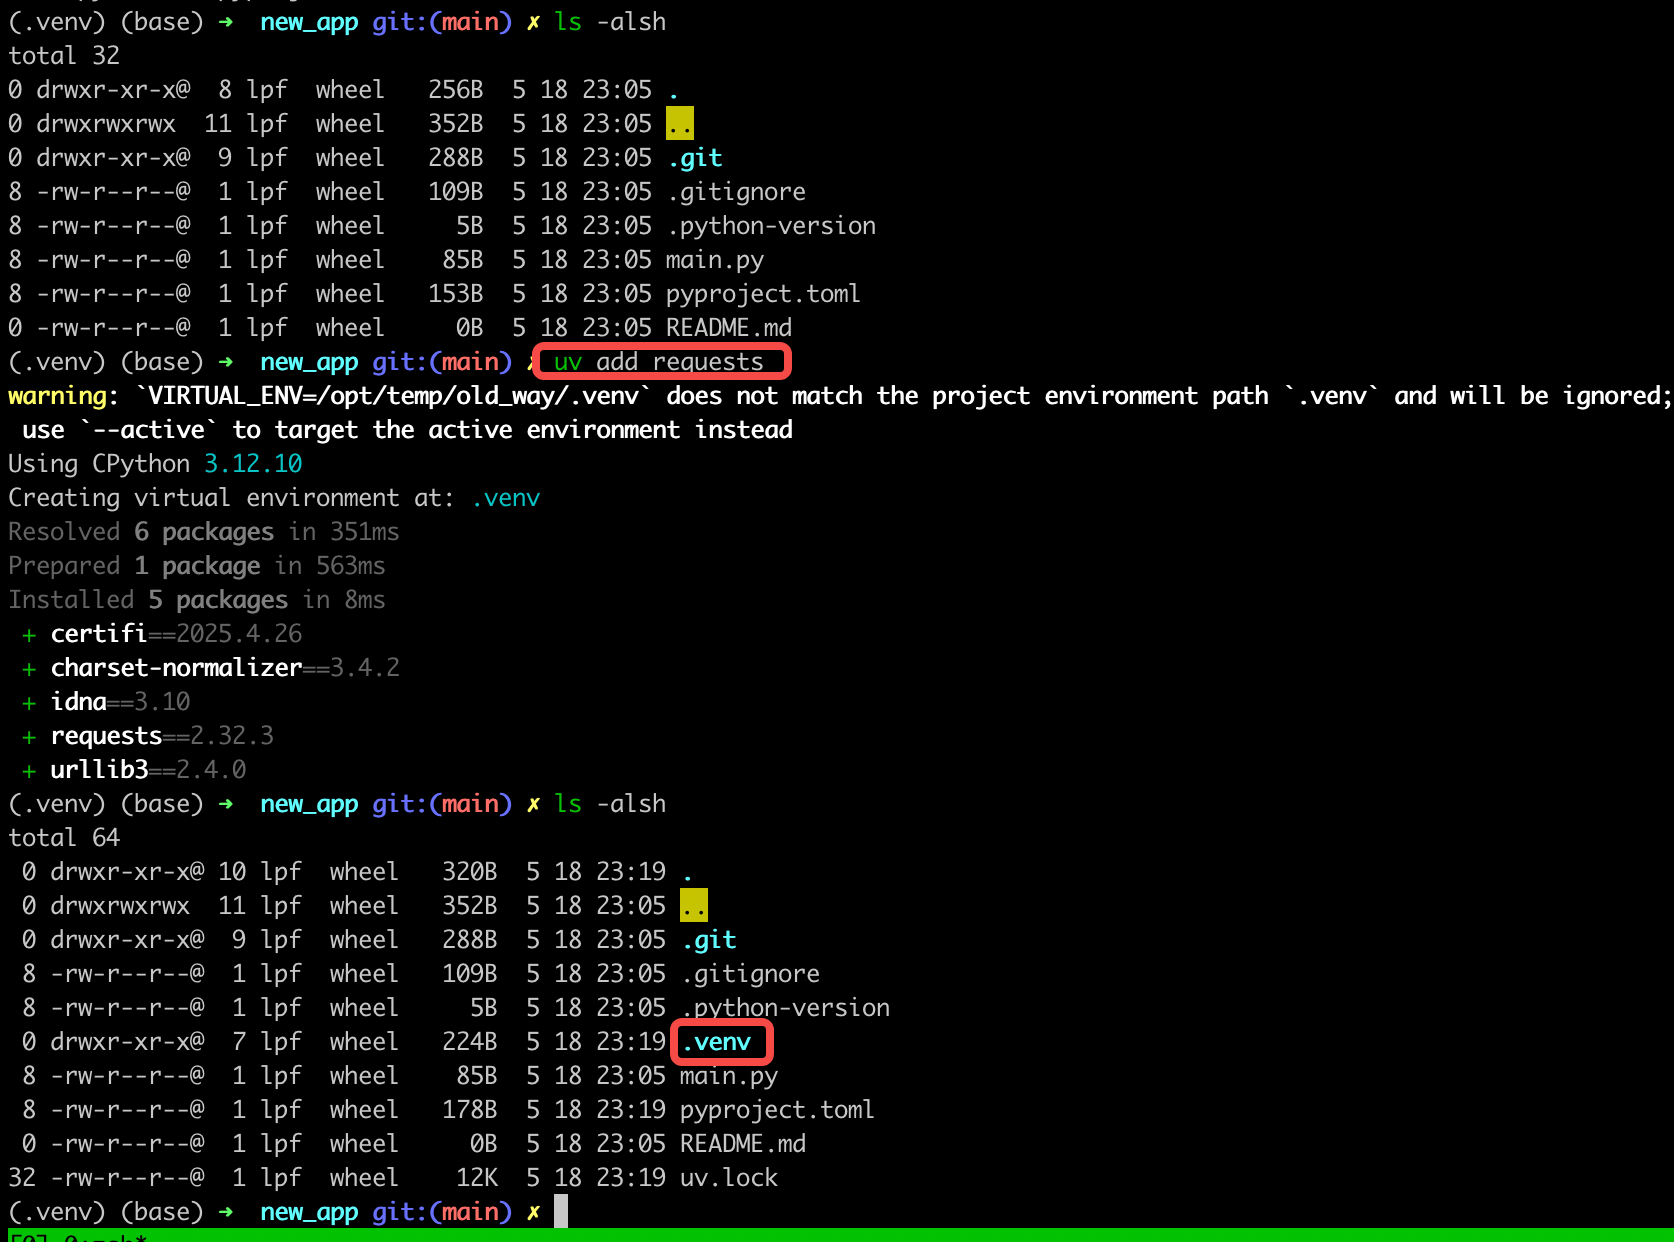 (.venv) (base) ➜  new_app git:(main) ✗ ls -alsh
total 32
0 drwxr-xr-x@  8 lpf  wheel   256B  5 18 23:05 .
0 drwxrwxrwx  11 lpf  wheel   352B  5 18 23:05 ..
0 drwxr-xr-x@  9 lpf  wheel   288B  5 18 23:05 .git
8 -rw-r--r--@  1 lpf  wheel   109B  5 18 23:05 .gitignore
8 -rw-r--r--@  1 lpf  wheel     5B  5 18 23:05 .python-version
8 -rw-r--r--@  1 lpf  wheel    85B  5 18 23:05 main.py
8 -rw-r--r--@  1 lpf  wheel   153B  5 18 23:05 pyproject.toml
0 -rw-r--r--@  1 lpf  wheel     0B  5 18 23:05 README.md
(.venv) (base) ➜  new_app git:(main) ✗ uv add requests
warning: `VIRTUAL_ENV=/opt/temp/old_way/.venv` does not match the project environment path `.venv` and will be ignored;
 use `--active` to target the active environment instead
Using CPython 3.12.10
Creating virtual environment at: .venv
Resolved 6 packages in 351ms
Prepared 1 package in 563ms
Installed 5 packages in 8ms
 + certifi==2025.4.26
 + charset-normalizer==3.4.2
 + idna==3.10
 + requests==2.32.3
 + urllib3==2.4.0
(.venv) (base) ➜  new_app git:(main) ✗ ls -alsh
total 64
 0 drwxr-xr-x@ 10 lpf  wheel   320B  5 18 23:19 .
 0 drwxrwxrwx  11 lpf  wheel   352B  5 18 23:05 ..
 0 drwxr-xr-x@  9 lpf  wheel   288B  5 18 23:05 .git
 8 -rw-r--r--@  1 lpf  wheel   109B  5 18 23:05 .gitignore
 8 -rw-r--r--@  1 lpf  wheel     5B  5 18 23:05 .python-version
 0 drwxr-xr-x@  7 lpf  wheel   224B  5 18 23:19 .venv
 8 -rw-r--r--@  1 lpf  wheel    85B  5 18 23:05 main.py
 8 -rw-r--r--@  1 lpf  wheel   178B  5 18 23:19 pyproject.toml
 0 -rw-r--r--@  1 lpf  wheel     0B  5 18 23:05 README.md
32 -rw-r--r--@  1 lpf  wheel    12K  5 18 23:19 uv.lock
(.venv) (base) ➜  new_app git:(main) ✗